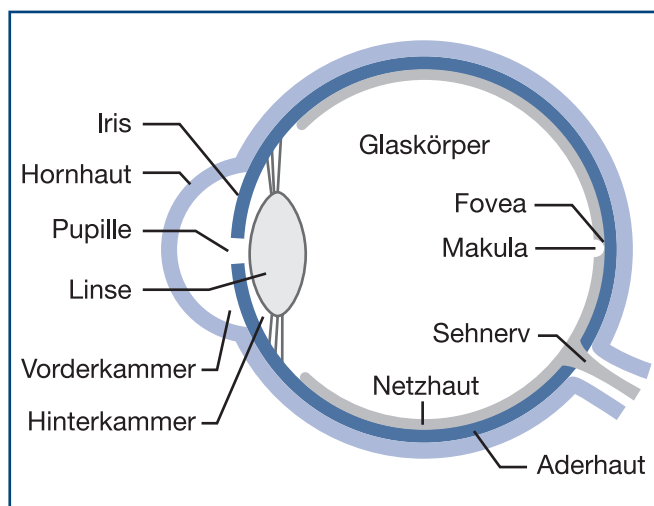 Iris
Hornhaut
Pupille
Linse
Vorderkammer
Hinterkammer
Glaskörper
Fovea
Makula
Sehnerv
Netzhaut
Aderhaut